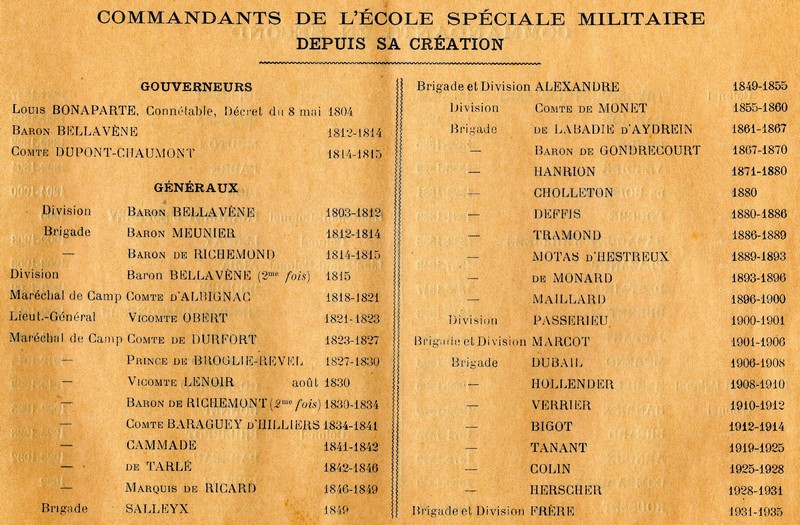 COMMANDANTS DE L'ÉCOLE SPÉCIALE MILITAIRE
DEPUIS SA CRÉATION
GOUVERNEURS
Louis BONAPARTE, Connétable, Décret du 8 mai 1804
Baron BELLAVÈNE 1812-1814
Comte DUPONT-CHAUMONT 1814-1815
GÉNÉRAUX
Division Baron BELLAVÈNE 1803-1812
Brigade Baron MEUNIER 1812-1814
— Baron de RICHEMOND 1814-1815
Division Baron BELLAVÈNE (2me fois) 1815
Maréchal de Camp Comte d'ALBIGNAC 1818-1821
Lieut.-Général Vicomte OBERT 1821-1823
Maréchal de Camp Comte de DURFORT 1823-1827
— Prince de BROGLIE-REVEL 1827-1830
— Vicomte LENOIR août 1830
— Baron de RICHEMONT (2me fois) 1830-1834
— Comte BARAGUEY d'HILLIERS 1834-1841
— CAMMADE 1841-1842
— de TARLÉ 1842-1846
— Marquis de RICARD 1846-1849
Brigade SALLEYX 1849
Brigade et Division ALEXANDRE 1849-1855
Division Comte de MONET 1855-1860
Brigade de LABADIE d'AYDREIN 1861-1867
— Baron de GONDRECOURT 1867-1870
— HANRION 1871-1880
— CHOLLETON 1880
— DEFFIS 1880-1886
— TRAMOND 1886-1889
— MOTAS d'HESTREUX 1889-1893
— de MONARD 1893-1896
— MAILLARD 1896-1900
Division PASSERIEU 1900-1901
Brigade et Division MARCOT 1901-1906
Brigade DUBAIL 1906-1908
— HOLLENDER 1908-1910
— VERRIER 1910-1912
— BIGOT 1912-1914
— TANANT 1919-1925
— COLIN 1925-1928
— HERSCHER 1928-1931
Brigade et Division FRÈRE 1931-1935